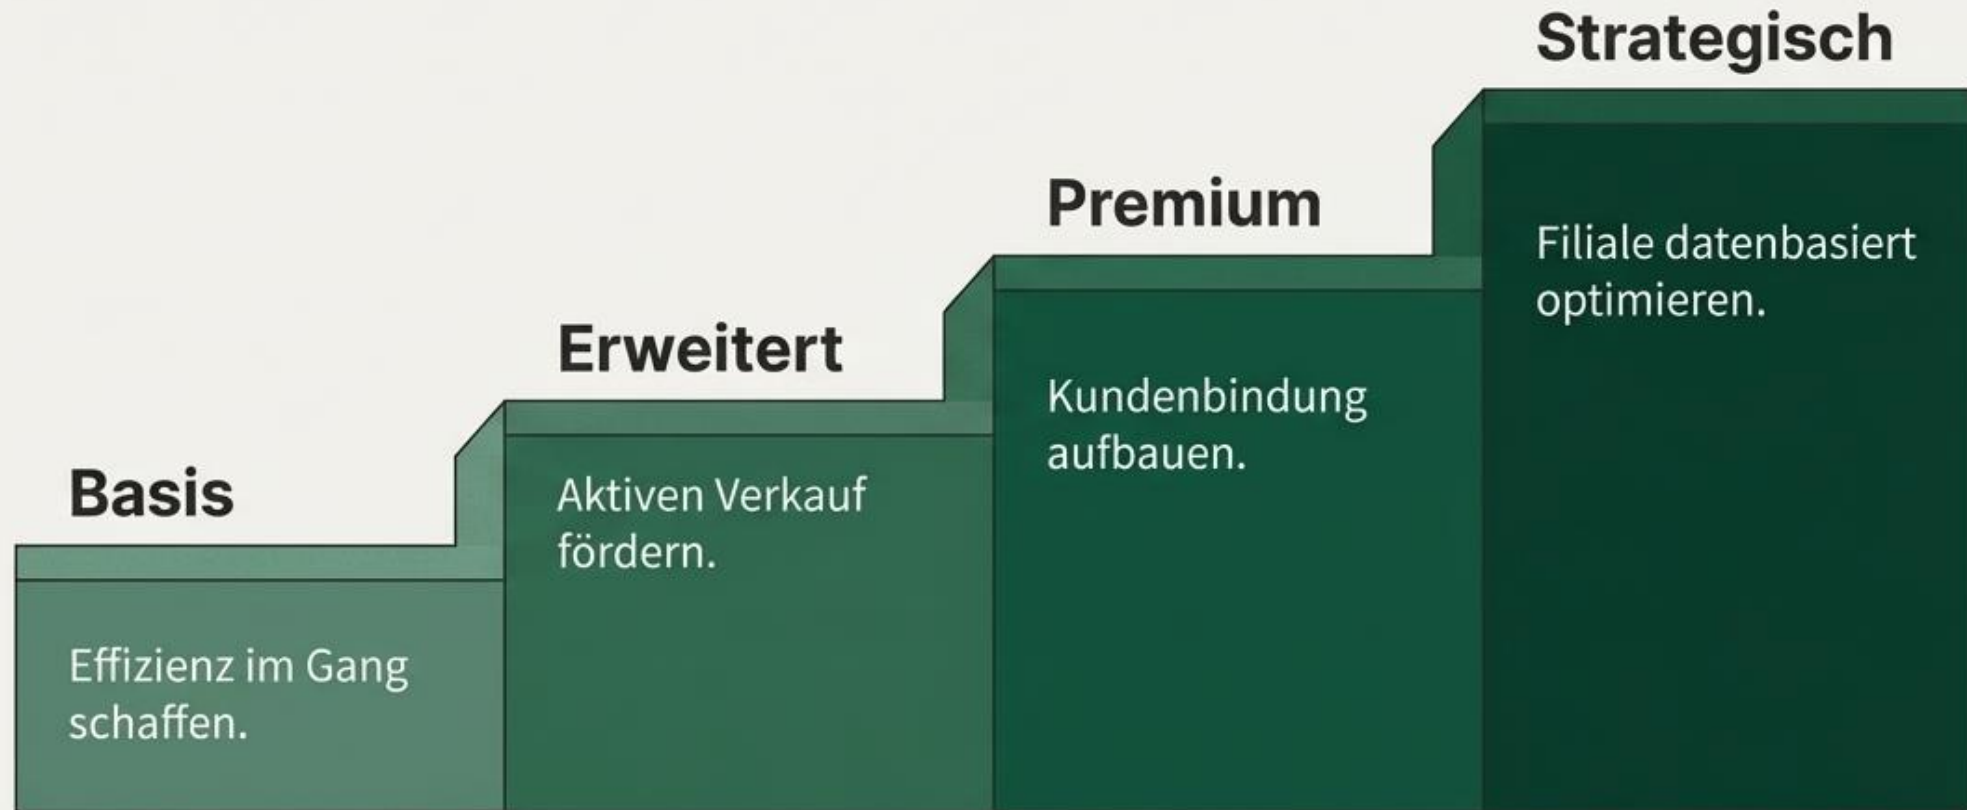 Basis
Effizienz im Gang
schaffen.
Erweitert
Aktiven Verkauf
fördern.
Premium
Kundenbindung
aufbauen.
Strategisch
Filiale datenbasiert
optimieren.